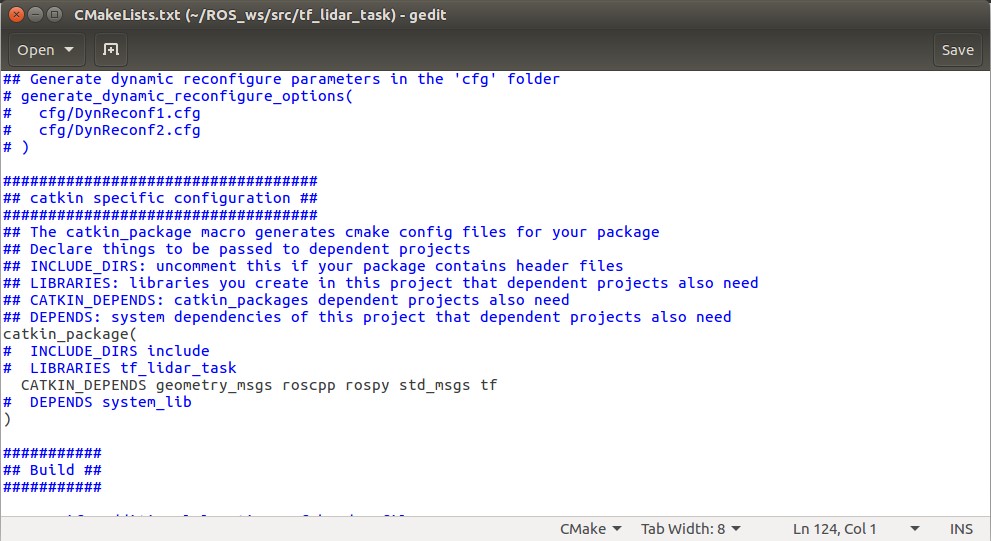 CMakeLists.txt (~/ROS_ws/src/tf_lidar_task) - gedit
Open
Save
## Generate dynamic reconfigure parameters in the 'cfg' folder
# generate_dynamic_reconfigure_options(
#   cfg/DynReconf1.cfg
#   cfg/DynReconf2.cfg
# )
###################################
## catkin specific configuration ##
###################################
## The catkin_package macro generates cmake config files for your package
## Declare things to be passed to dependent projects
## INCLUDE_DIRS: uncomment this if your package contains header files
## LIBRARIES: libraries you create in this project that dependent projects also need
## CATKIN_DEPENDS: catkin_packages dependent projects also need
## DEPENDS: system dependencies of this project that dependent projects also need
catkin_package(
#  INCLUDE_DIRS include
#  LIBRARIES tf_lidar_task
  CATKIN_DEPENDS geometry_msgs roscpp rospy std_msgs tf
#  DEPENDS system_lib
)
###########
## Build ##
###########
CMake
Tab Width: 8
Ln 124, Col 1
INS